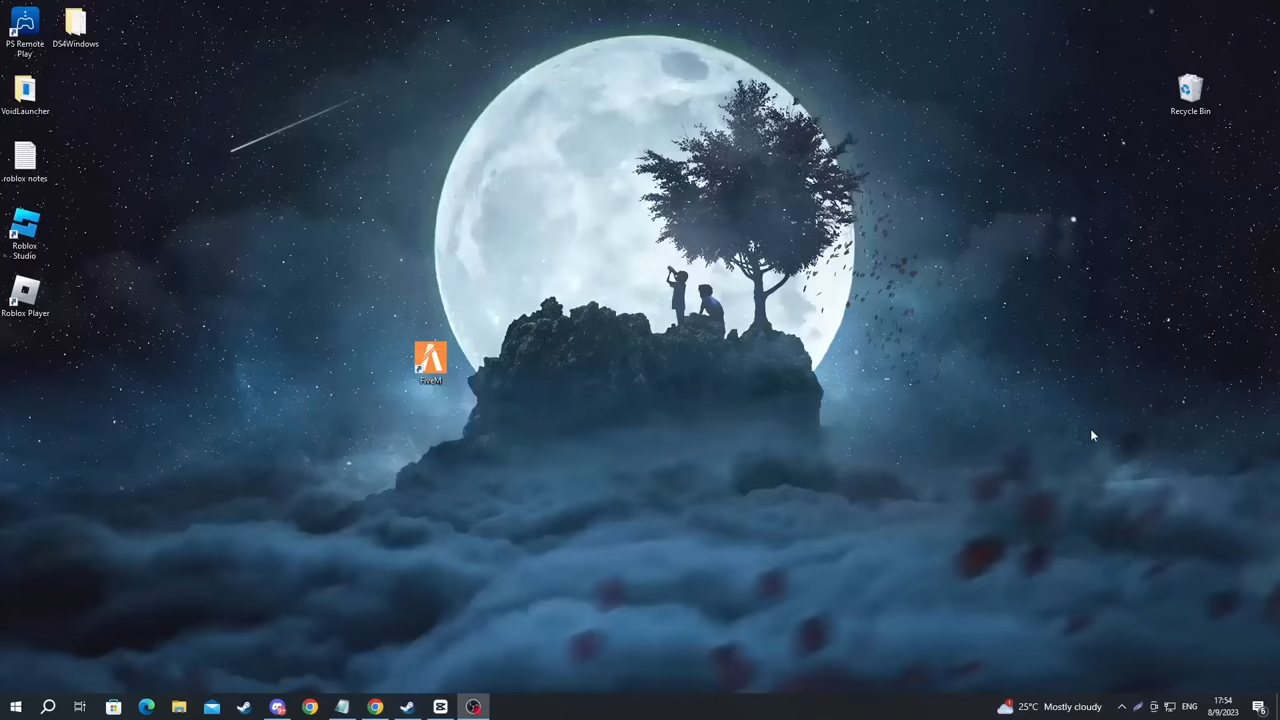 PS Remote
Play
DS4Windows
VoidLauncher
.roblox notes
Roblox
Studio
Roblox Player
FiveM
Recycle Bin
25°C Mostly cloudy
ENG
17:54
8/9/2023
6